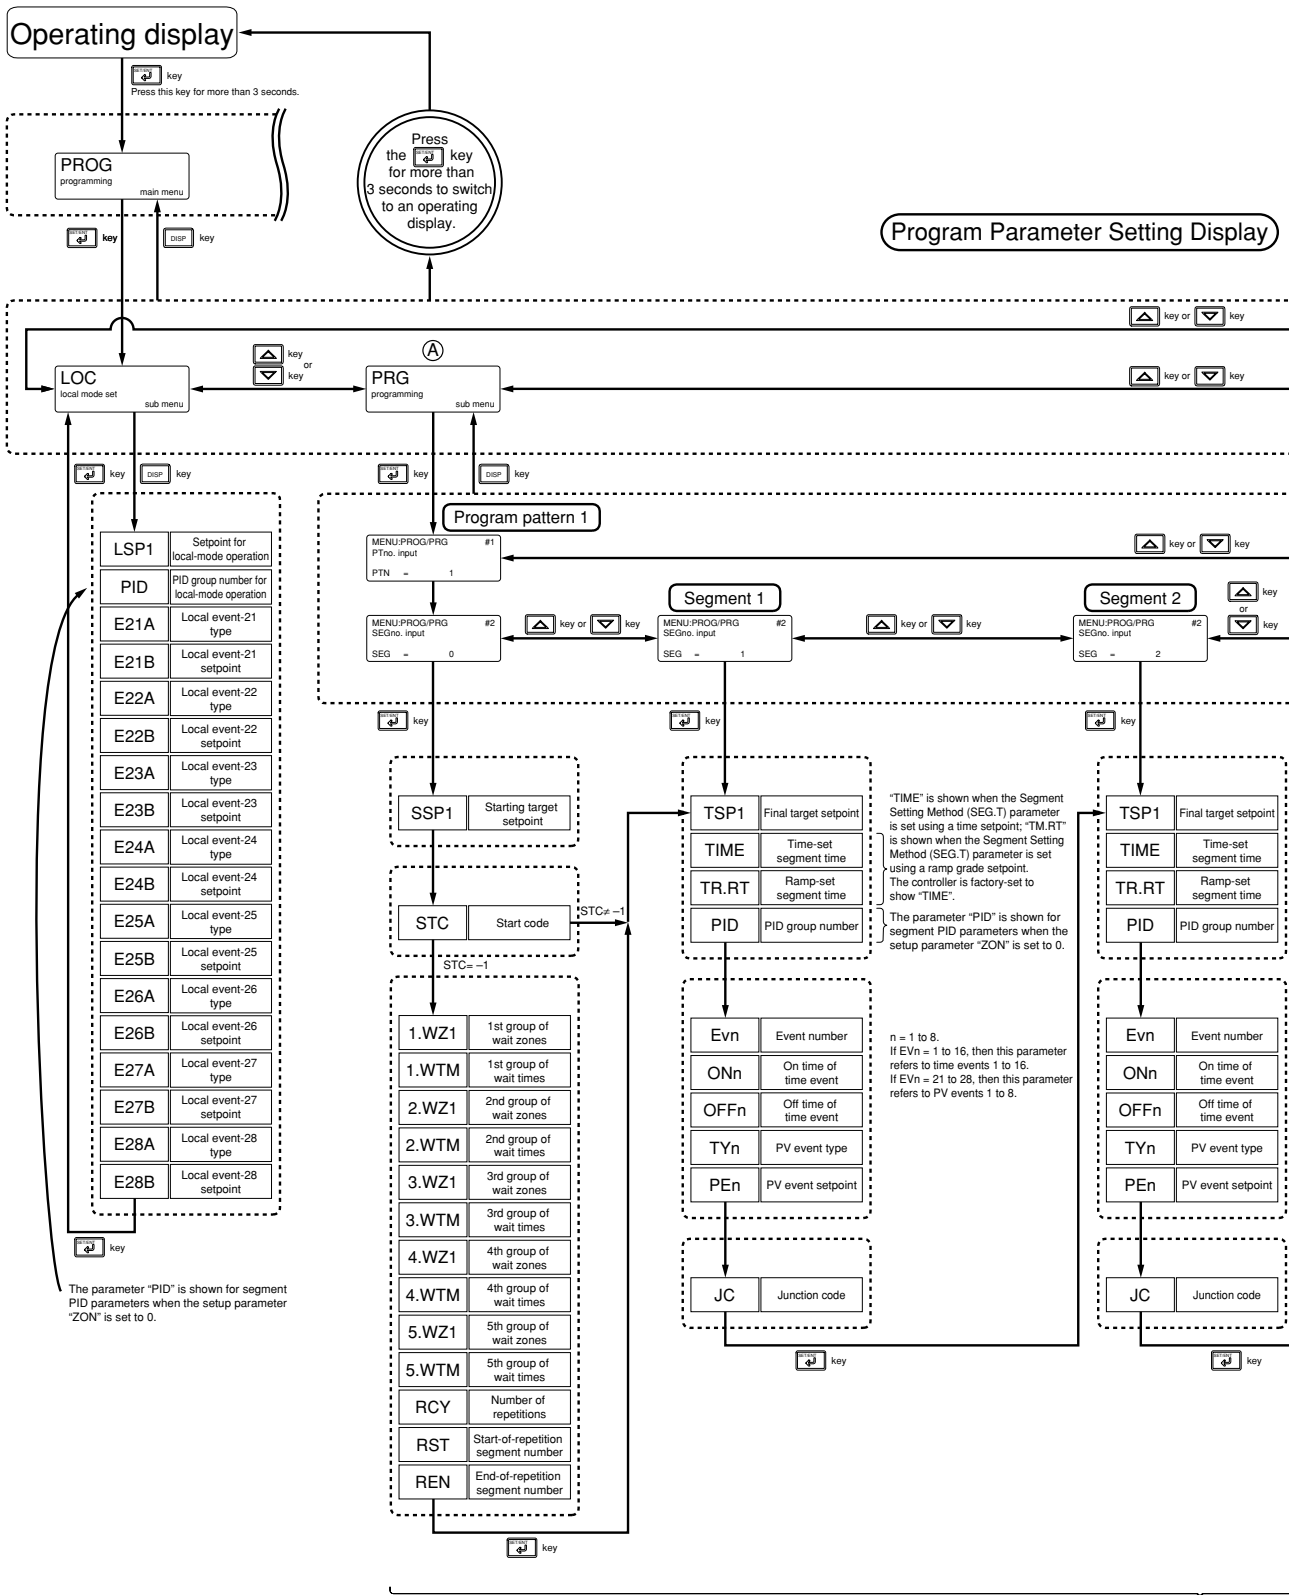 Operating display
SET/ENT key
Press this key for more than 3 seconds.
PROG
programming
main menu
Press
the SET/ENT key
for more than
3 seconds to switch
to an operating
display.
SET/ENT key
DISP key
Program Parameter Setting Display
key or key
LOC
local mode set
sub menu
key
or
key
A
PRG
programming
sub menu
key or key
SET/ENT key
DISP key
SET/ENT key
DISP key
Program pattern 1
MENU:PROG/PRG #1
PTno. input
PTN = 1
key or key
MENU:PROG/PRG #2
SEGno. input
SEG = 0
key or key
Segment 1
MENU:PROG/PRG #2
SEGno. input
SEG = 1
key or key
Segment 2
MENU:PROG/PRG #2
SEGno. input
SEG = 2
key
or
key
LSP1 Setpoint for
local-mode operation
PID PID group number for
local-mode operation
E21A Local event-21
type
E21B Local event-21
setpoint
E22A Local event-22
type
E22B Local event-22
setpoint
E23A Local event-23
type
E23B Local event-23
setpoint
E24A Local event-24
type
E24B Local event-24
setpoint
E25A Local event-25
type
E25B Local event-25
setpoint
E26A Local event-26
type
E26B Local event-26
setpoint
E27A Local event-27
type
E27B Local event-27
setpoint
E28A Local event-28
type
E28B Local event-28
setpoint
SET/ENT key
The parameter “PID” is shown for segment
PID parameters when the setup parameter
“ZON” is set to 0.
SET/ENT key
SSP1 Starting target
setpoint
STC Start code
STC≠ –1
STC= –1
1.WZ1 1st group of
wait zones
1.WTM 1st group of
wait times
2.WZ1 2nd group of
wait zones
2.WTM 2nd group of
wait times
3.WZ1 3rd group of
wait zones
3.WTM 3rd group of
wait times
4.WZ1 4th group of
wait zones
4.WTM 4th group of
wait times
5.WZ1 5th group of
wait zones
5.WTM 5th group of
wait times
RCY Number of
repetitions
RST Start-of-repetition
segment number
REN End-of-repetition
segment number
SET/ENT key
SET/ENT key
TSP1 Final target setpoint
TIME Time-set
segment time
TR.RT Ramp-set
segment time
PID PID group number
“TIME” is shown when the Segment
Setting Method (SEG.T) parameter
is set using a time setpoint; “TM.RT”
is shown when the Segment Setting
Method (SEG.T) parameter is set
using a ramp grade setpoint.
The controller is factory-set to
show “TIME”.
The parameter “PID” is shown for
segment PID parameters when the
setup parameter “ZON” is set to 0.
Evn Event number
ONn On time of
time event
OFFn Off time of
time event
TYn PV event type
PEn PV event setpoint
n = 1 to 8.
If EVn = 1 to 16, then this parameter
refers to time events 1 to 16.
If EVn = 21 to 28, then this parameter
refers to PV events 1 to 8.
JC Junction code
SET/ENT key
SET/ENT key
TSP1 Final target setpoint
TIME Time-set
segment time
TR.RT Ramp-set
segment time
PID PID group number
Evn Event number
ONn On time of
time event
OFFn Off time of
time event
TYn PV event type
PEn PV event setpoint
JC Junction code
SET/ENT key